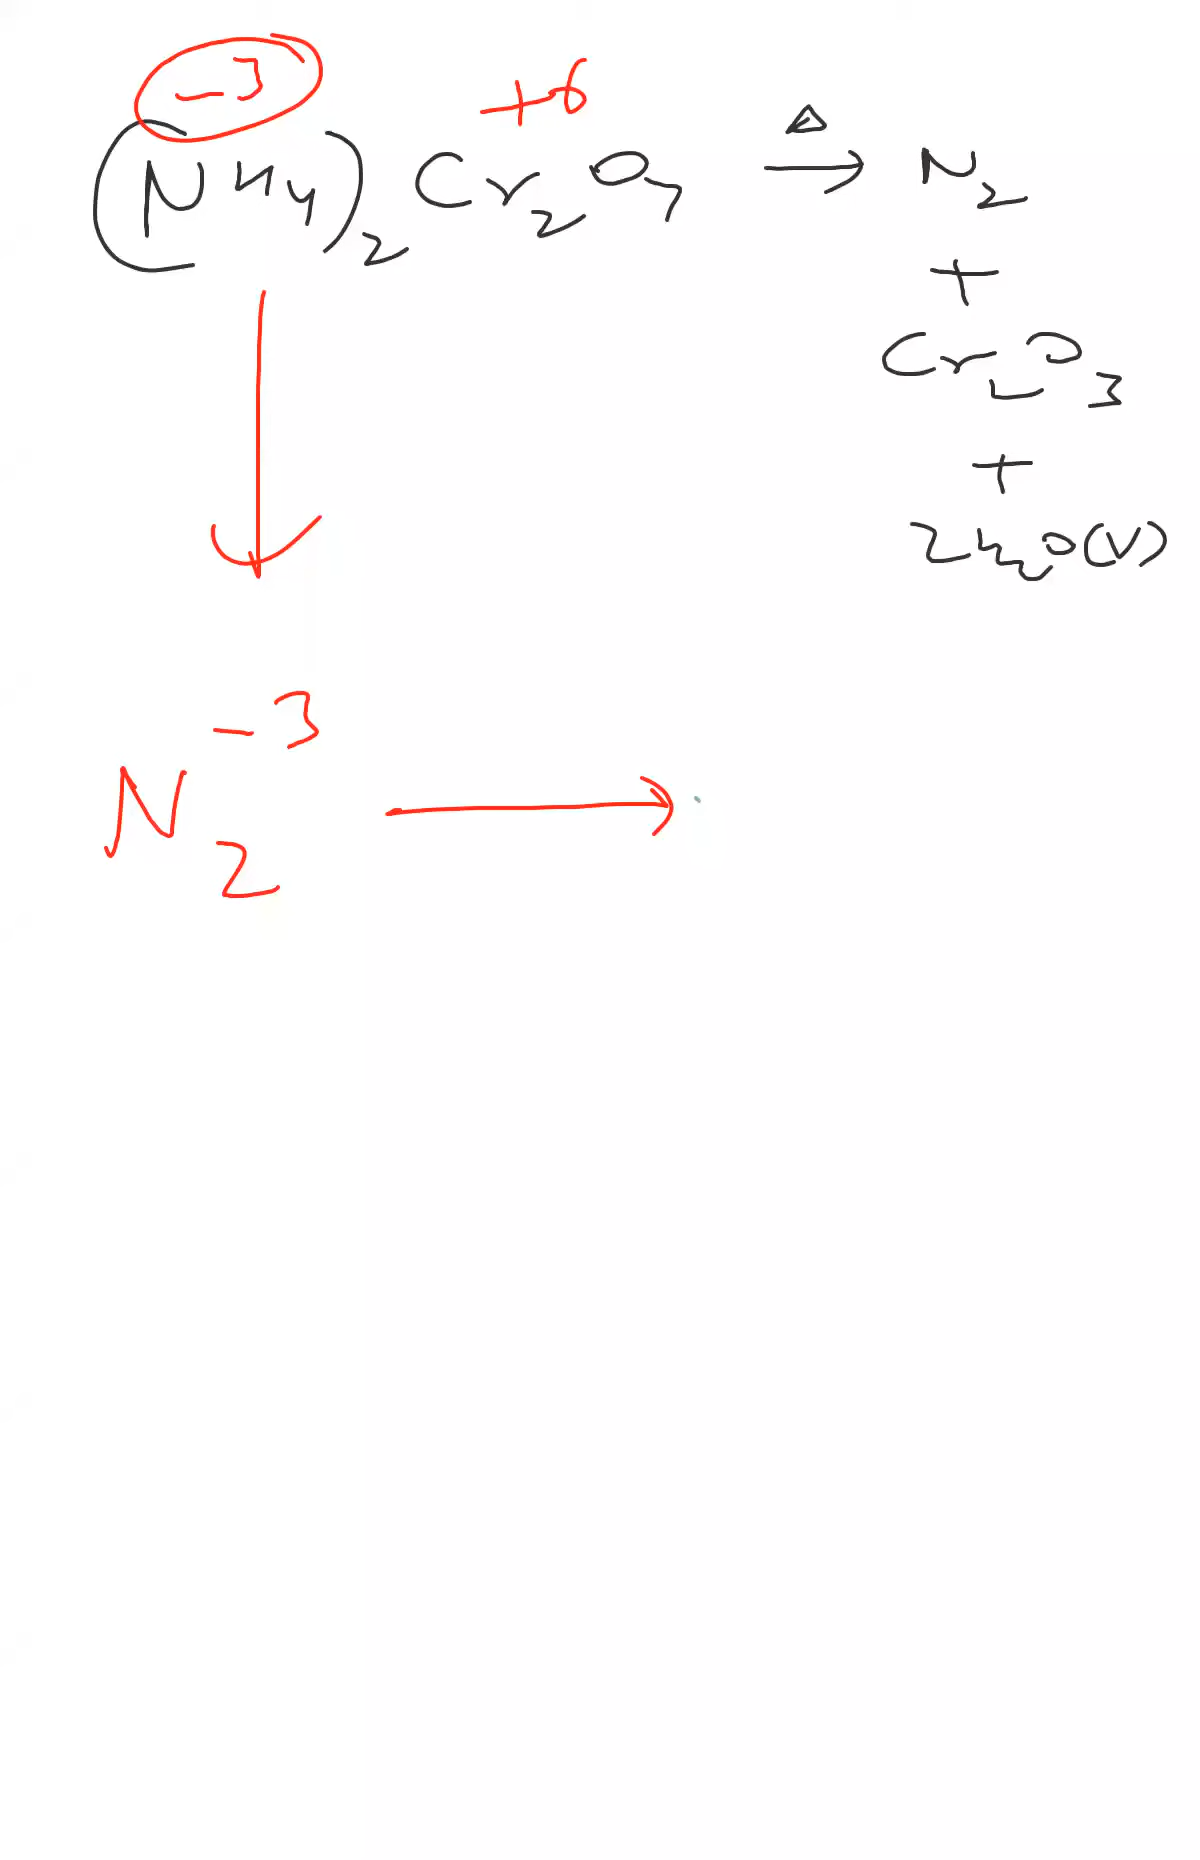 -3 +6
(NH4)2Cr2O7 →Δ N2
+
Cr2O3
+
2H2O(V)
N2-3 →